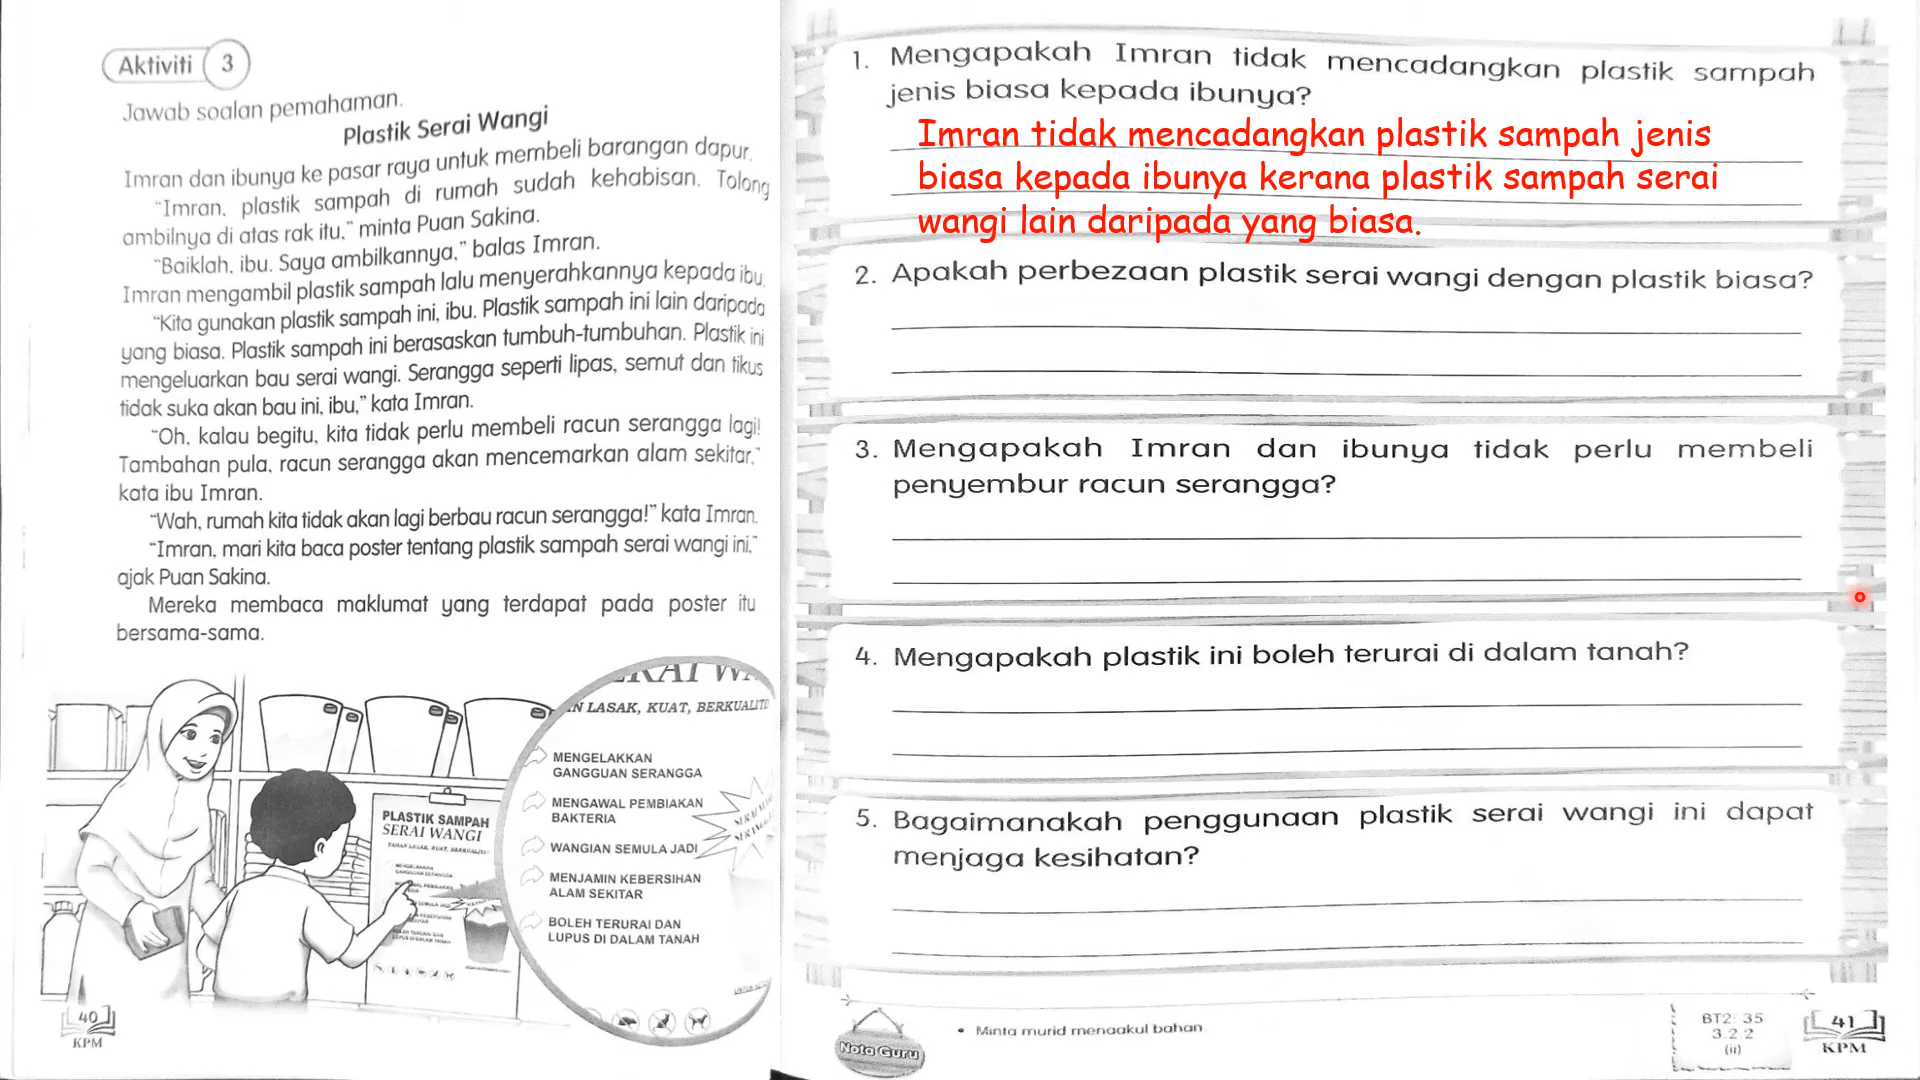 Aktiviti 3
Jawab soalan pemahaman.
Plastik Serai Wangi
Imran dan ibunya ke pasar raya untuk membeli barangan dapur.
"Imran, plastik sampah di rumah sudah kehabisan. Tolong
ambilnya di atas rak itu," minta Puan Sakina.
"Baiklah, ibu. Saya ambilkannya," balas Imran.
Imran mengambil plastik sampah lalu menyerahkannya kepada ibu.
"Kita gunakan plastik sampah ini, ibu. Plastik sampah ini lain daripada
yang biasa. Plastik sampah ini berasaskan tumbuh-tumbuhan. Plastik ini
mengeluarkan bau serai wangi. Serangga seperti lipas, semut dan tikus
tidak suka akan bau ini, ibu," kata Imran.
"Oh, kalau begitu, kita tidak perlu membeli racun serangga lagi!
Tambahan pula, racun serangga akan mencemarkan alam sekitar,"
kata ibu Imran.
"Wah, rumah kita tidak akan lagi berbau racun serangga!" kata Imran.
"Imran, mari kita baca poster tentang plastik sampah serai wangi ini,"
ajak Puan Sakina.
Mereka membaca maklumat yang terdapat pada poster itu
bersama-sama.
PLASTIK SAMPAH
SERAI WANGI
TAHAN LASAK, KUAT, BERKUALITI
LASAK, KUAT, BERKUALITI
MENGELAKKAN
GANGGUAN SERANGGA
MENGAWAL PEMBIAKAN
BAKTERIA
WANGIAN SEMULA JADI
MENJAMIN KEBERSIHAN
ALAM SEKITAR
BOLEH TERURAI DAN
LUPUS DI DALAM TANAH
40
KPM
1. Mengapakah Imran tidak mencadangkan plastik sampah
jenis biasa kepada ibunya?
Imran tidak mencadangkan plastik sampah jenis
biasa kepada ibunya kerana plastik sampah serai
wangi lain daripada yang biasa.
2. Apakah perbezaan plastik serai wangi dengan plastik biasa?
3. Mengapakah Imran dan ibunya tidak perlu membeli
penyembur racun serangga?
4. Mengapakah plastik ini boleh terurai di dalam tanah?
5. Bagaimanakah penggunaan plastik serai wangi ini dapat
menjaga kesihatan?
Nota Guru
• Minta murid mengakul bahan
BT2: 35
3.2 2
(ii)
41
KPM